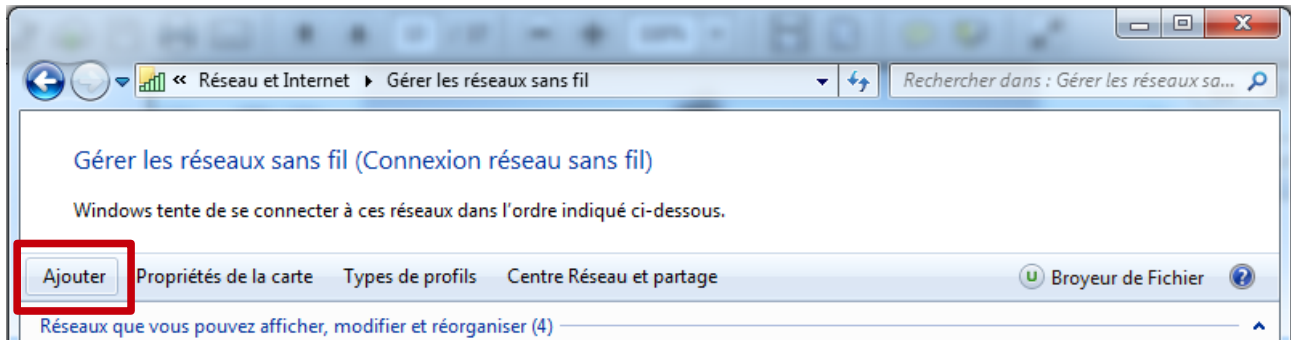 « Réseau et Internet Gérer les réseaux sans fil Rechercher dans : Gérer les réseaux sa...
Gérer les réseaux sans fil (Connexion réseau sans fil)
Windows tente de se connecter à ces réseaux dans l'ordre indiqué ci-dessous.
Ajouter Propriétés de la carte Types de profils Centre Réseau et partage U Broyeur de Fichier ?
Réseaux que vous pouvez afficher, modifier et réorganiser (4)